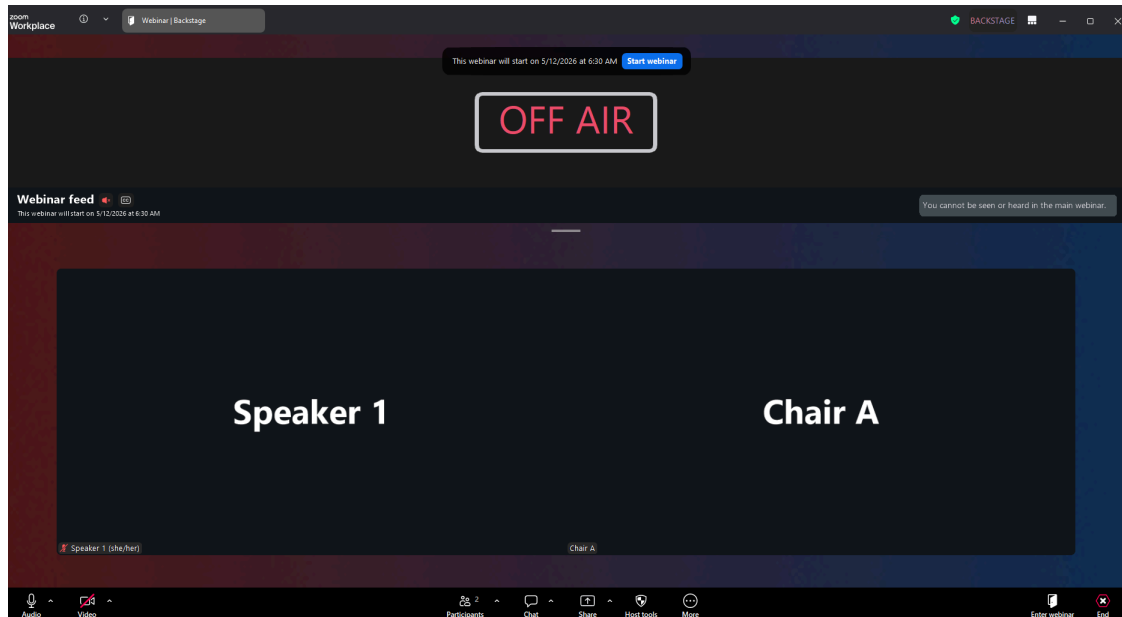 zoom
Workplace
Webinar | Backstage
BACKSTAGE
This webinar will start on 5/12/2026 at 6:30 AM Start webinar
OFF AIR
Webinar feed CC
This webinar will start on 5/12/2026 at 6:30 AM
You cannot be seen or heard in the main webinar.
Speaker 1
Chair A
Speaker 1 (she/her)
Chair A
2
Audio Video Participants Chat Share Host tools More Enter webinar End